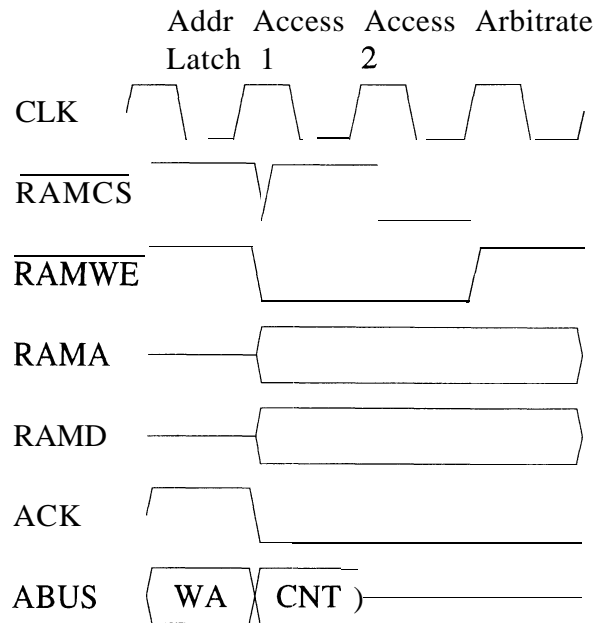 Addr Access Access Arbitrate
Latch 1 2
CLK
RAMCS
RAMWE
RAMA
RAMD
ACK
ABUS WA CNT )